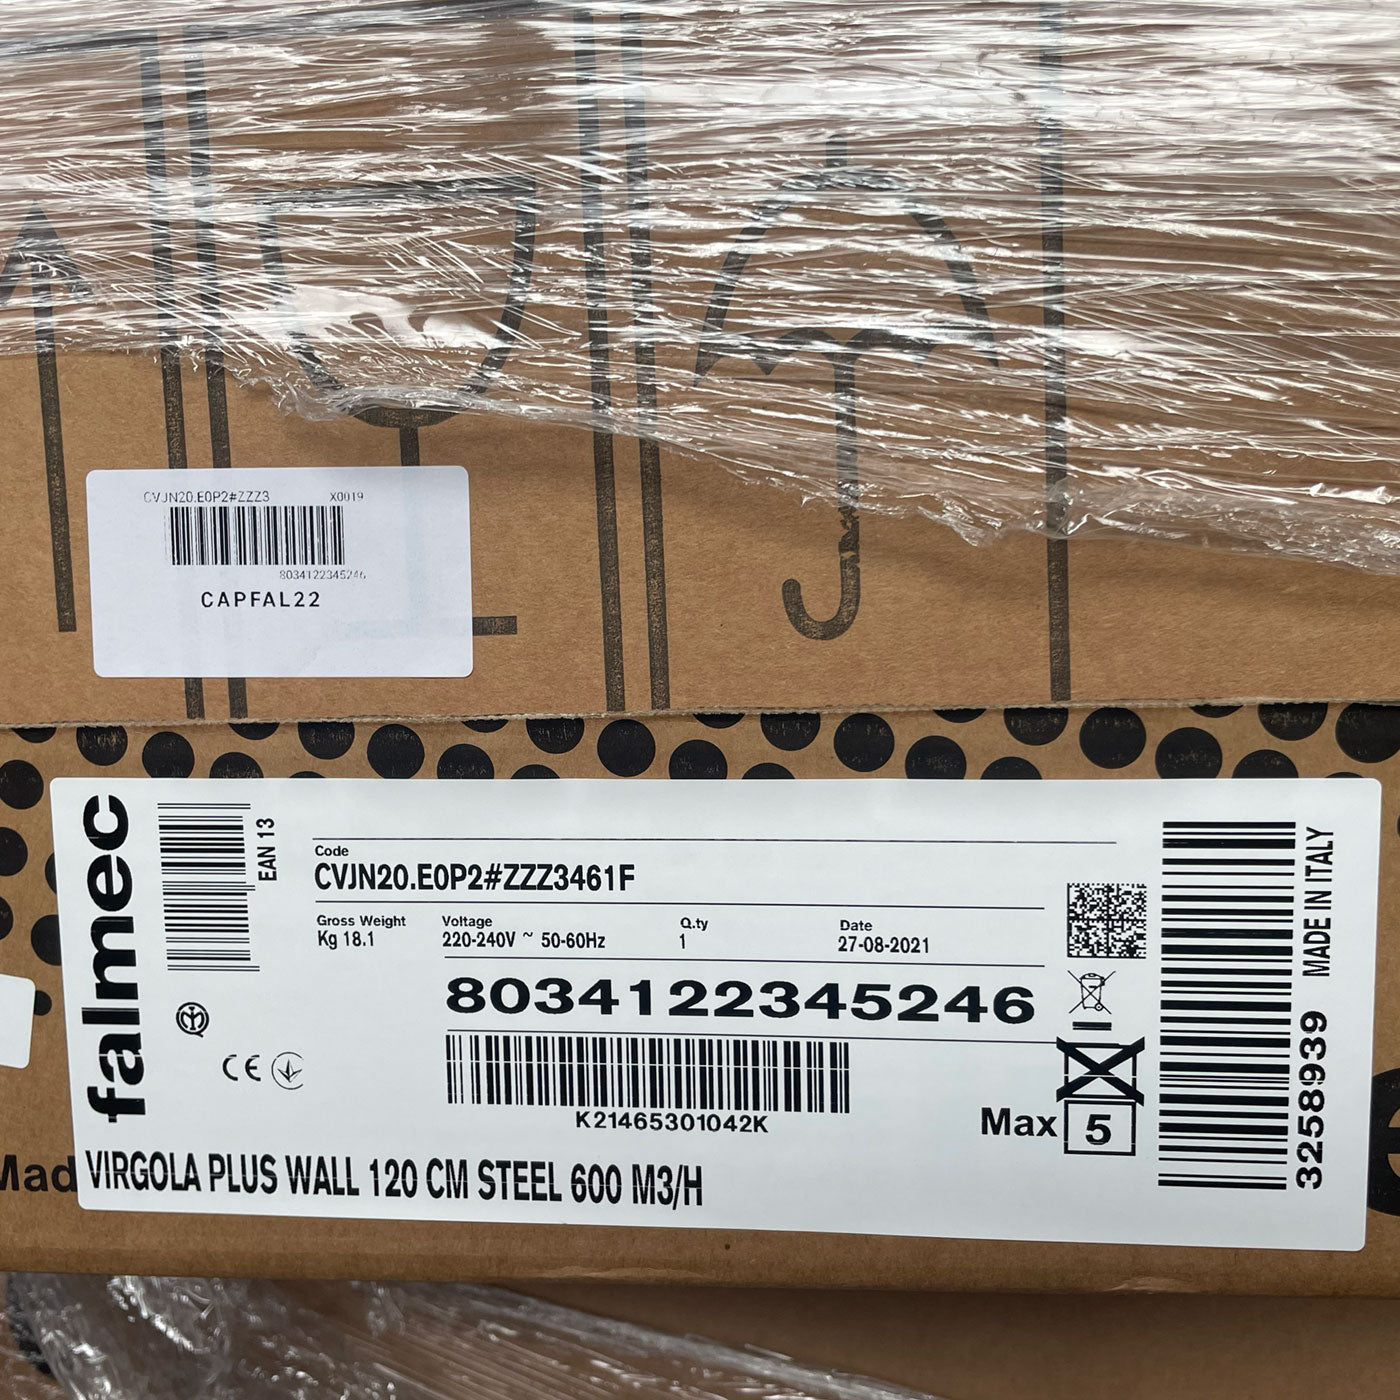 CVJN20.E0P2#ZZZ3 X0019
8034122345246
CAPFAL22
falmec
EAN 13
Code
CVJN20.E0P2#ZZZ3461F
Gross Weight Voltage Q.ty Date
Kg 18.1 220-240V ~ 50-60Hz 1 27-08-2021
8034122345246
K21465301042K
CE
Max 5
MADE IN ITALY
3258939
Mad
VIRGOLA PLUS WALL 120 CM STEEL 600 M3/H